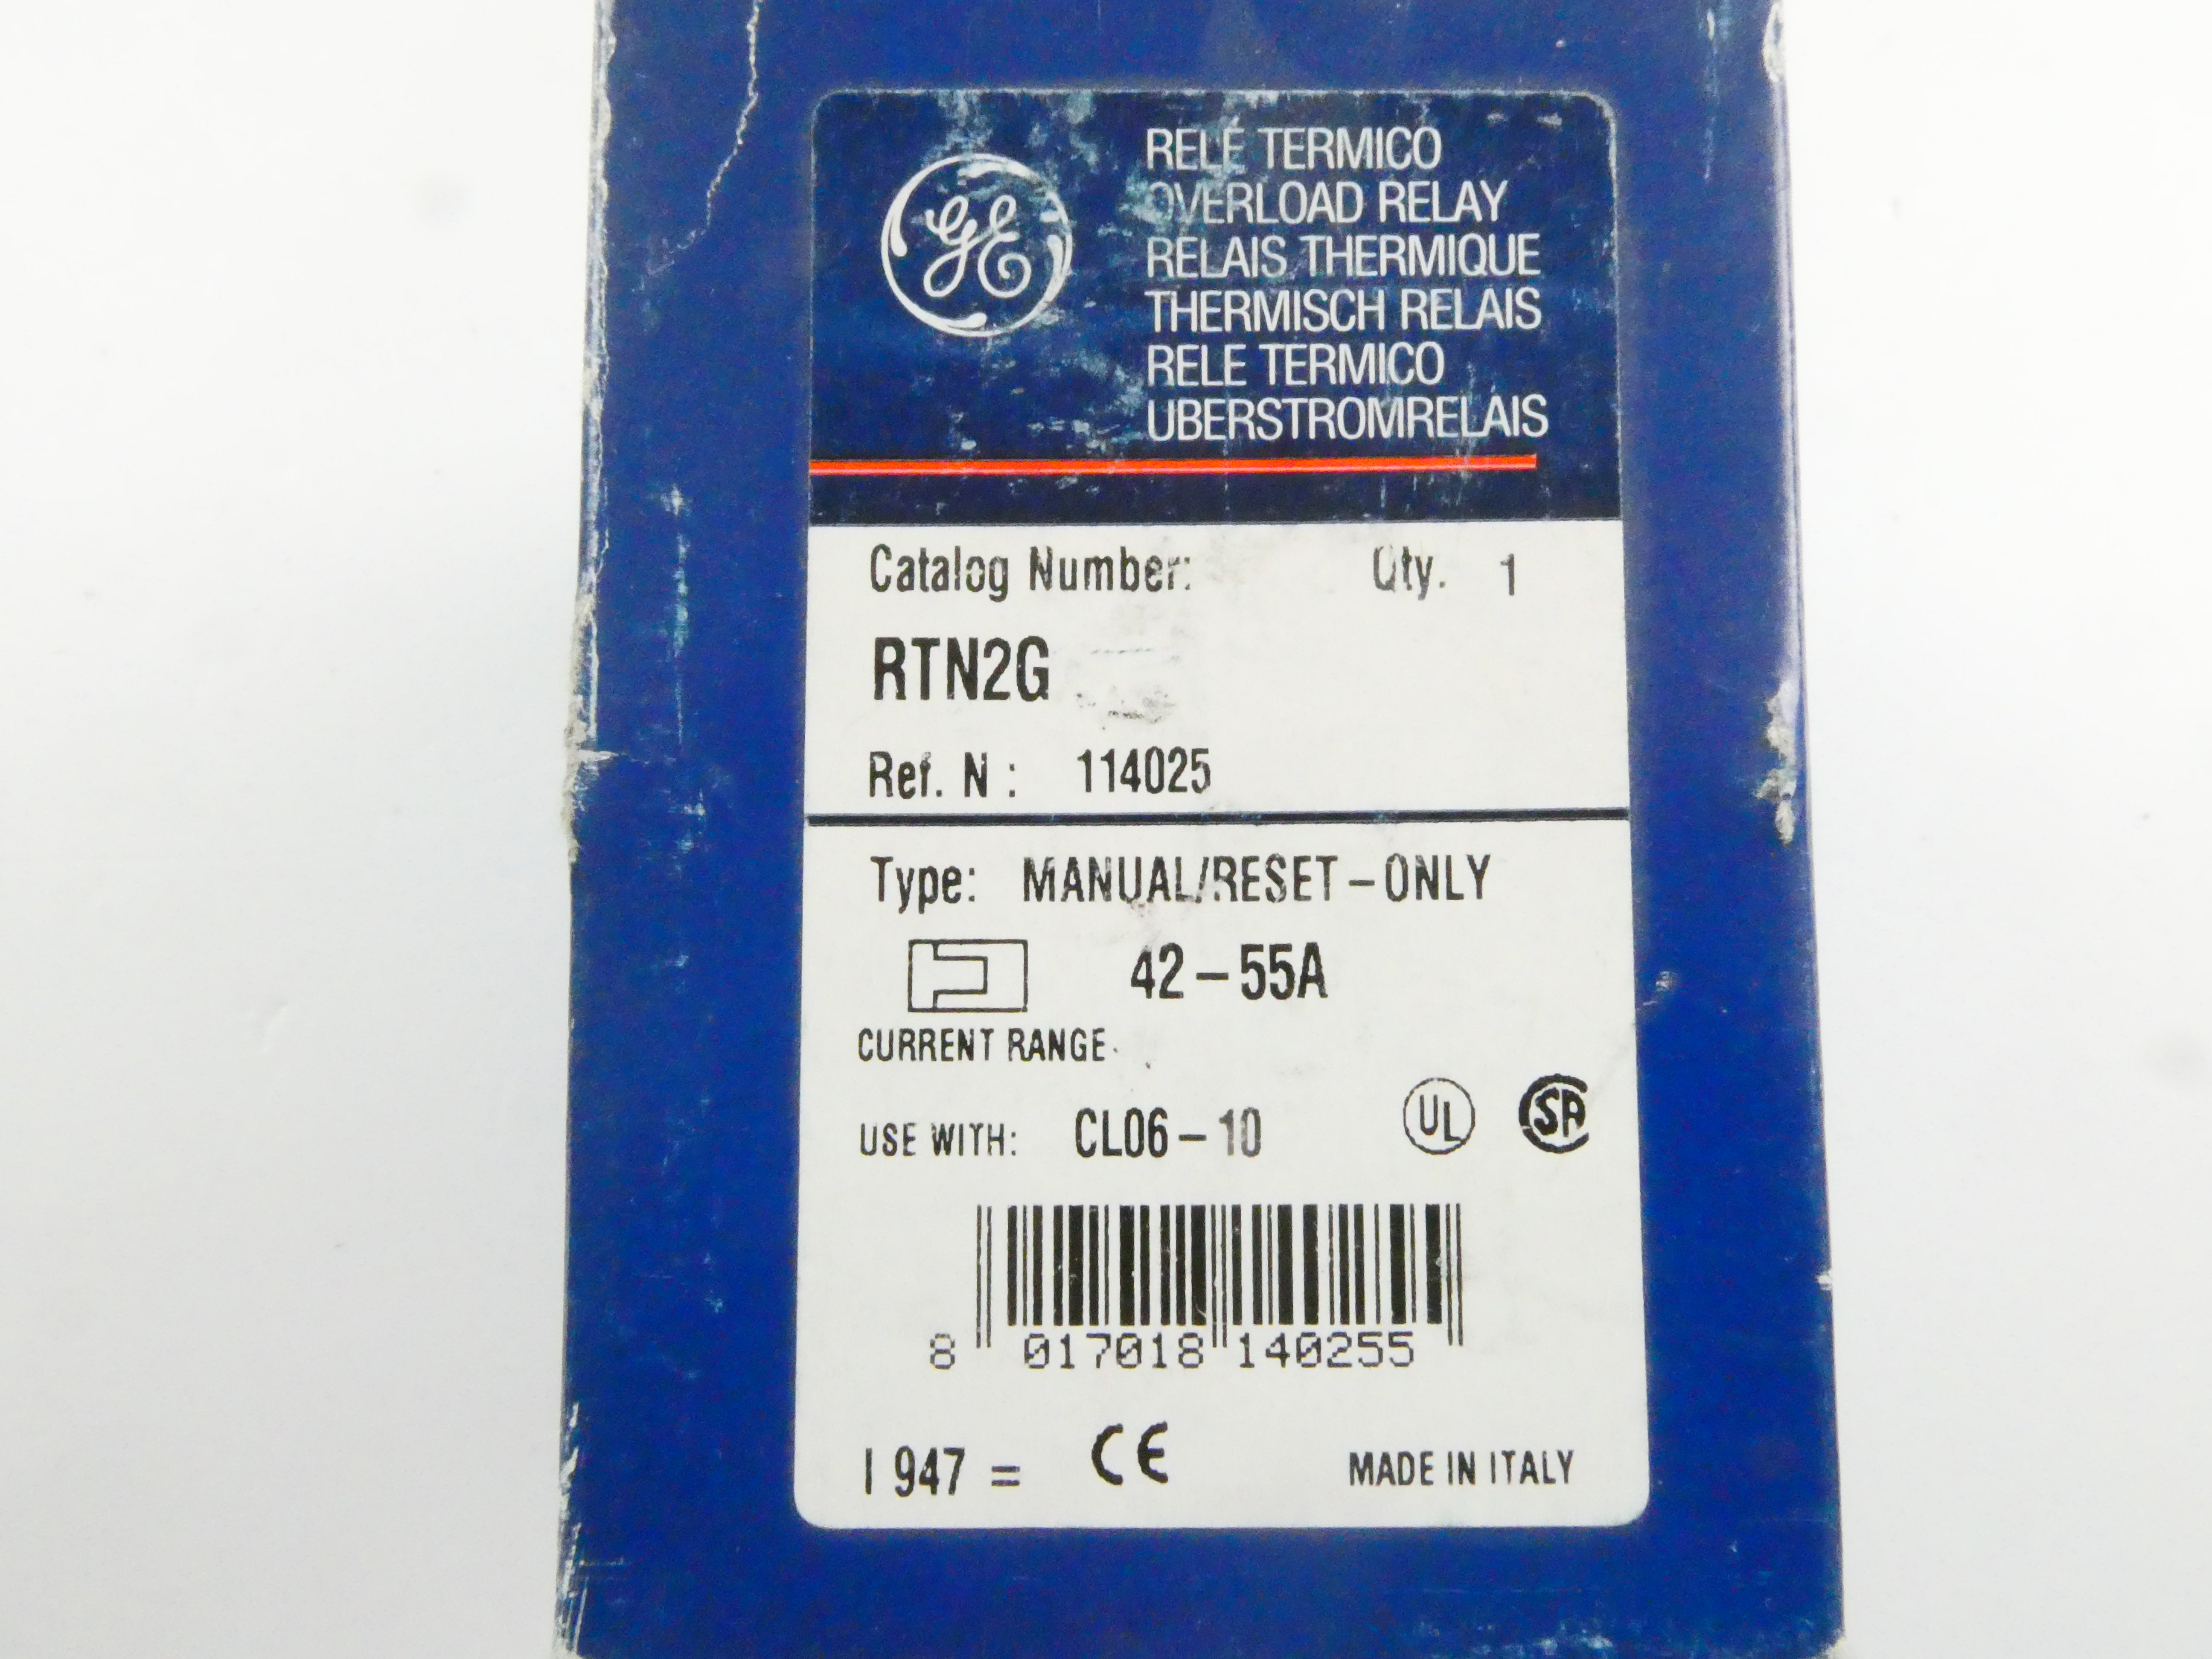 GE
RELE TERMICO
OVERLOAD RELAY
RELAIS THERMIQUE
THERMISCH RELAIS
RELE TERMICO
UBERSTROMRELAIS
Catalog Number: Qty. 1
RTN2G
Ref. N : 114025
Type: MANUAL/RESET-ONLY
42-55A
CURRENT RANGE
USE WITH: CL06-10 UL SA
8 017018 140255
I 947 = CE MADE IN ITALY